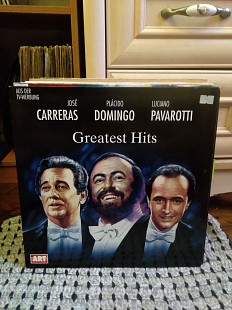 AUS DER
TV-WERBUNG
JOSÉ CARRERAS
PLÁCIDO DOMINGO
LUCIANO PAVAROTTI
Greatest Hits
ART